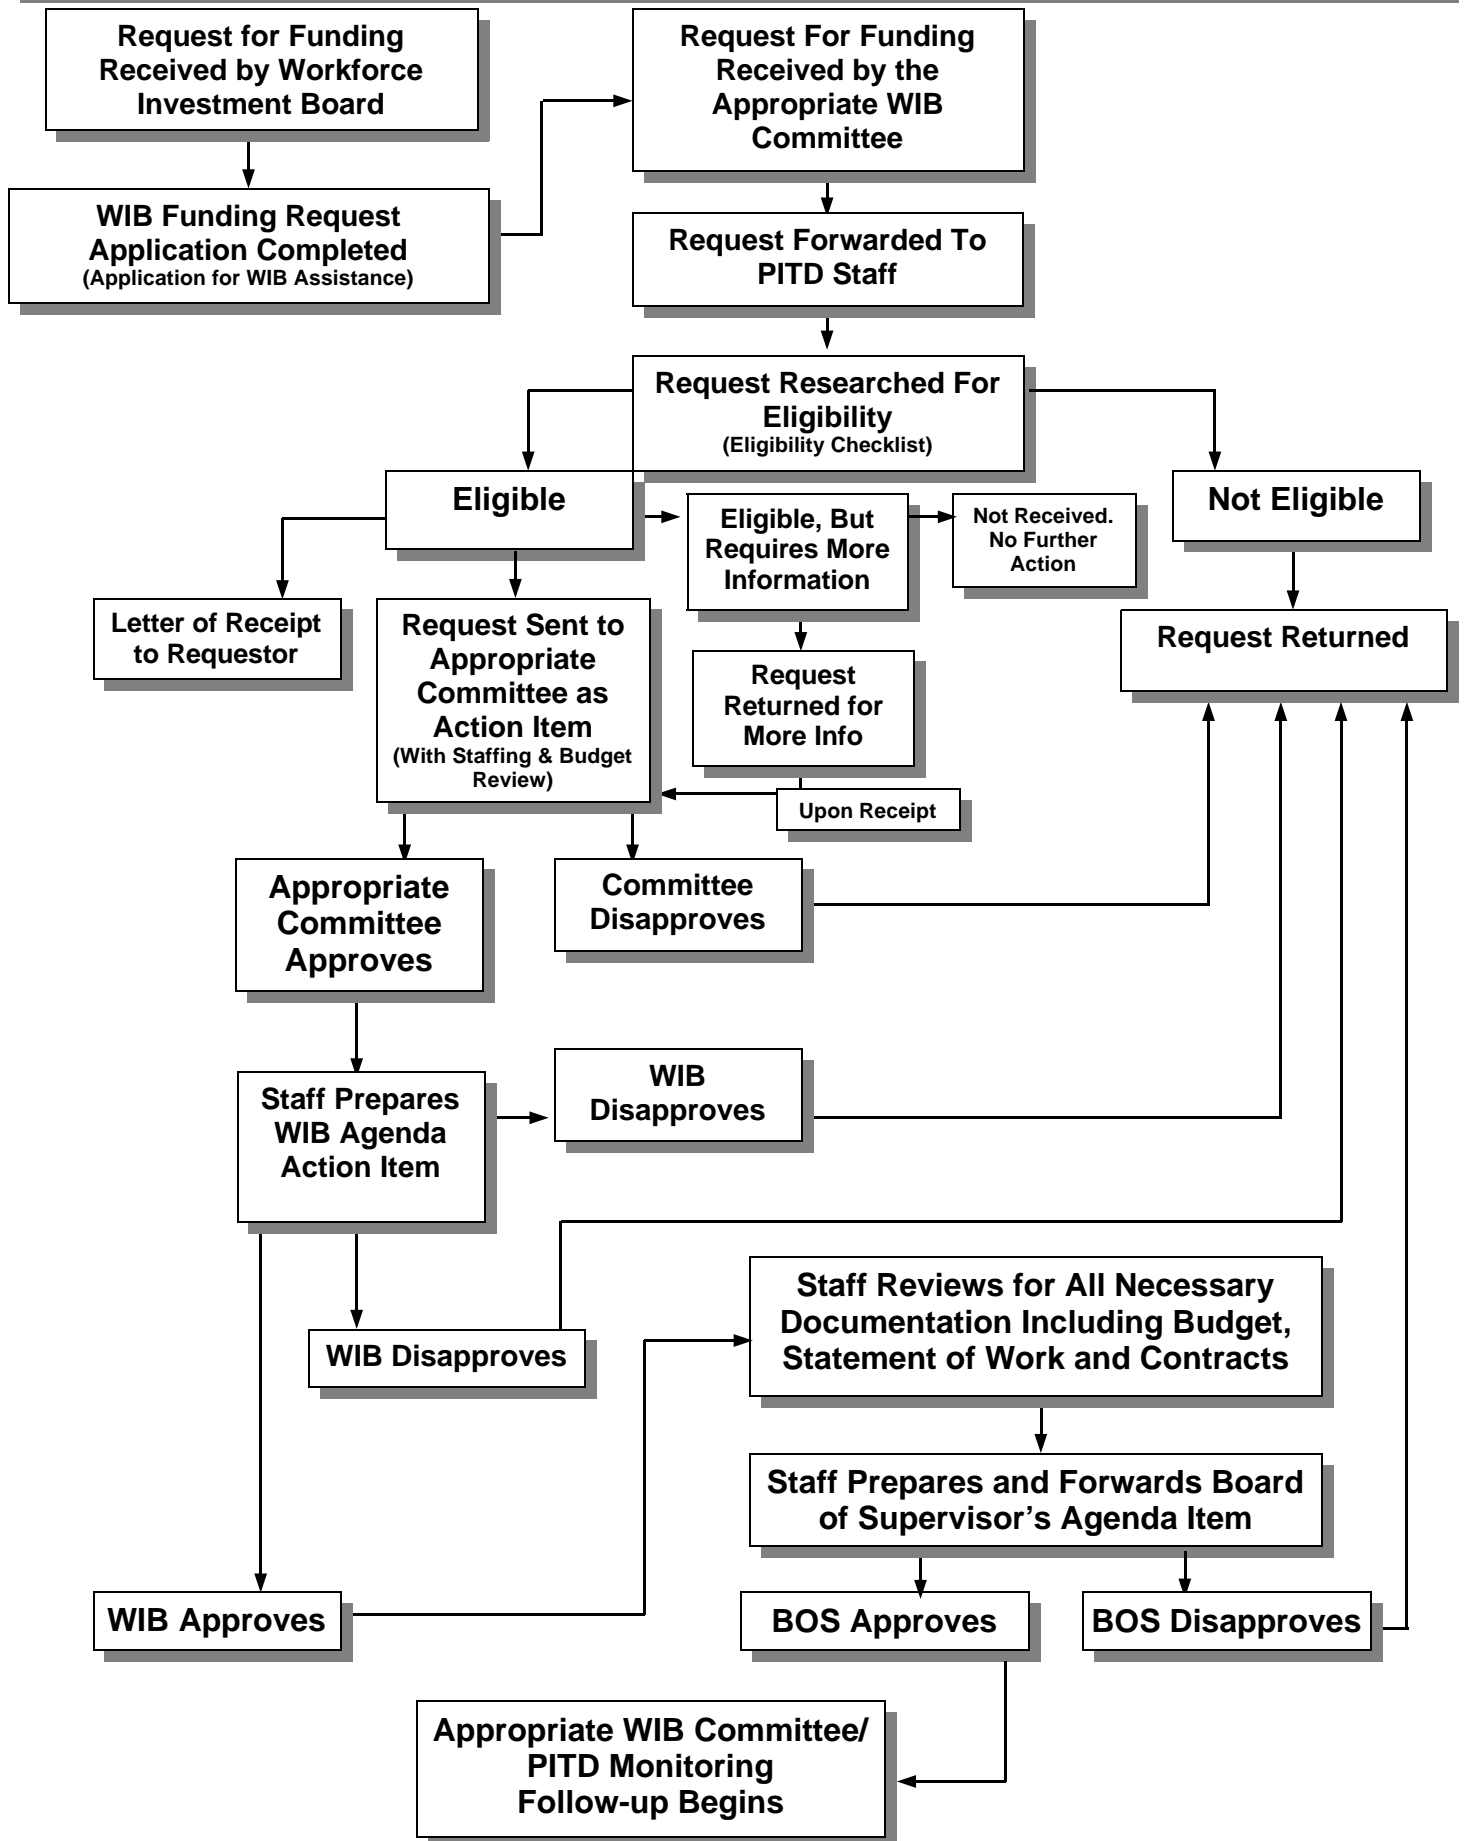 Request for Funding
Received by Workforce
Investment Board
Request For Funding
Received by the
Appropriate WIB
Committee
WIB Funding Request
Application Completed
(Application for WIB Assistance)
Request Forwarded To
PITD Staff
Request Researched For
Eligibility
(Eligibility Checklist)
Eligible
Eligible, But
Requires More
Information
Not Received.
No Further
Action
Not Eligible
Letter of Receipt
to Requestor
Request Sent to
Appropriate
Committee as
Action Item
(With Staffing & Budget
Review)
Request
Returned for
More Info
Request Returned
Upon Receipt
Appropriate
Committee
Approves
Committee
Disapproves
Staff Prepares
WIB Agenda
Action Item
WIB
Disapproves
WIB Disapproves
Staff Reviews for All Necessary
Documentation Including Budget,
Statement of Work and Contracts
Staff Prepares and Forwards Board
of Supervisor’s Agenda Item
WIB Approves
BOS Approves
BOS Disapproves
Appropriate WIB Committee/
PITD Monitoring
Follow-up Begins